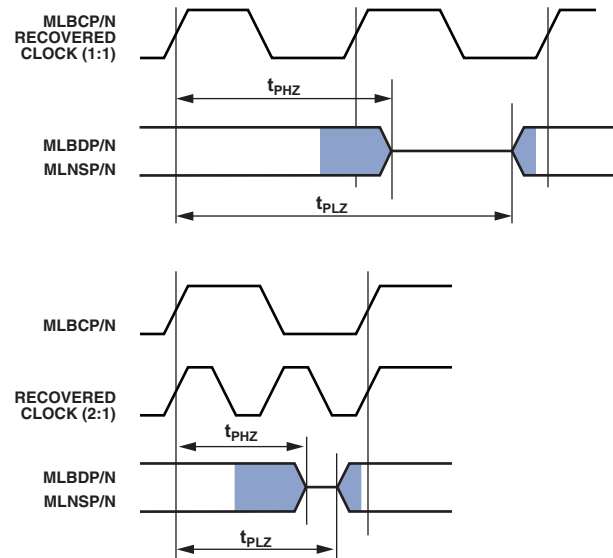 MLBCP/N
RECOVERED
CLOCK (1:1)
tPHZ
MLBDP/N
MLNSP/N
tPLZ
MLBCP/N
RECOVERED
CLOCK (2:1)
tPHZ
MLBDP/N
MLNSP/N
tPLZ